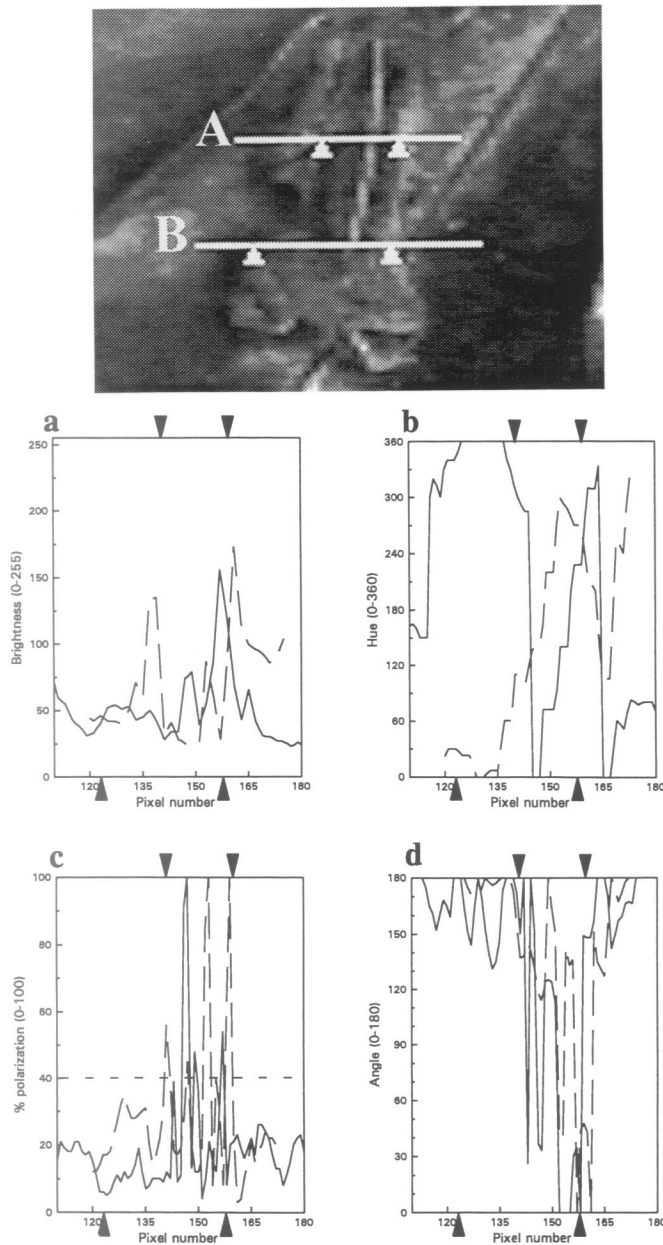 A
B
a
Brightness (0-255)
250
200
150
100
50
0
120 135 150 165 180
Pixel number
b
Hue (0-360)
360
300
240
180
120
60
0
120 135 150 165 180
Pixel number
c
% polarization (0-100)
100
80
60
40
20
0
120 135 150 165 180
Pixel number
d
Angle (0-180)
180
150
120
90
60
30
0
120 135 150 165 180
Pixel number